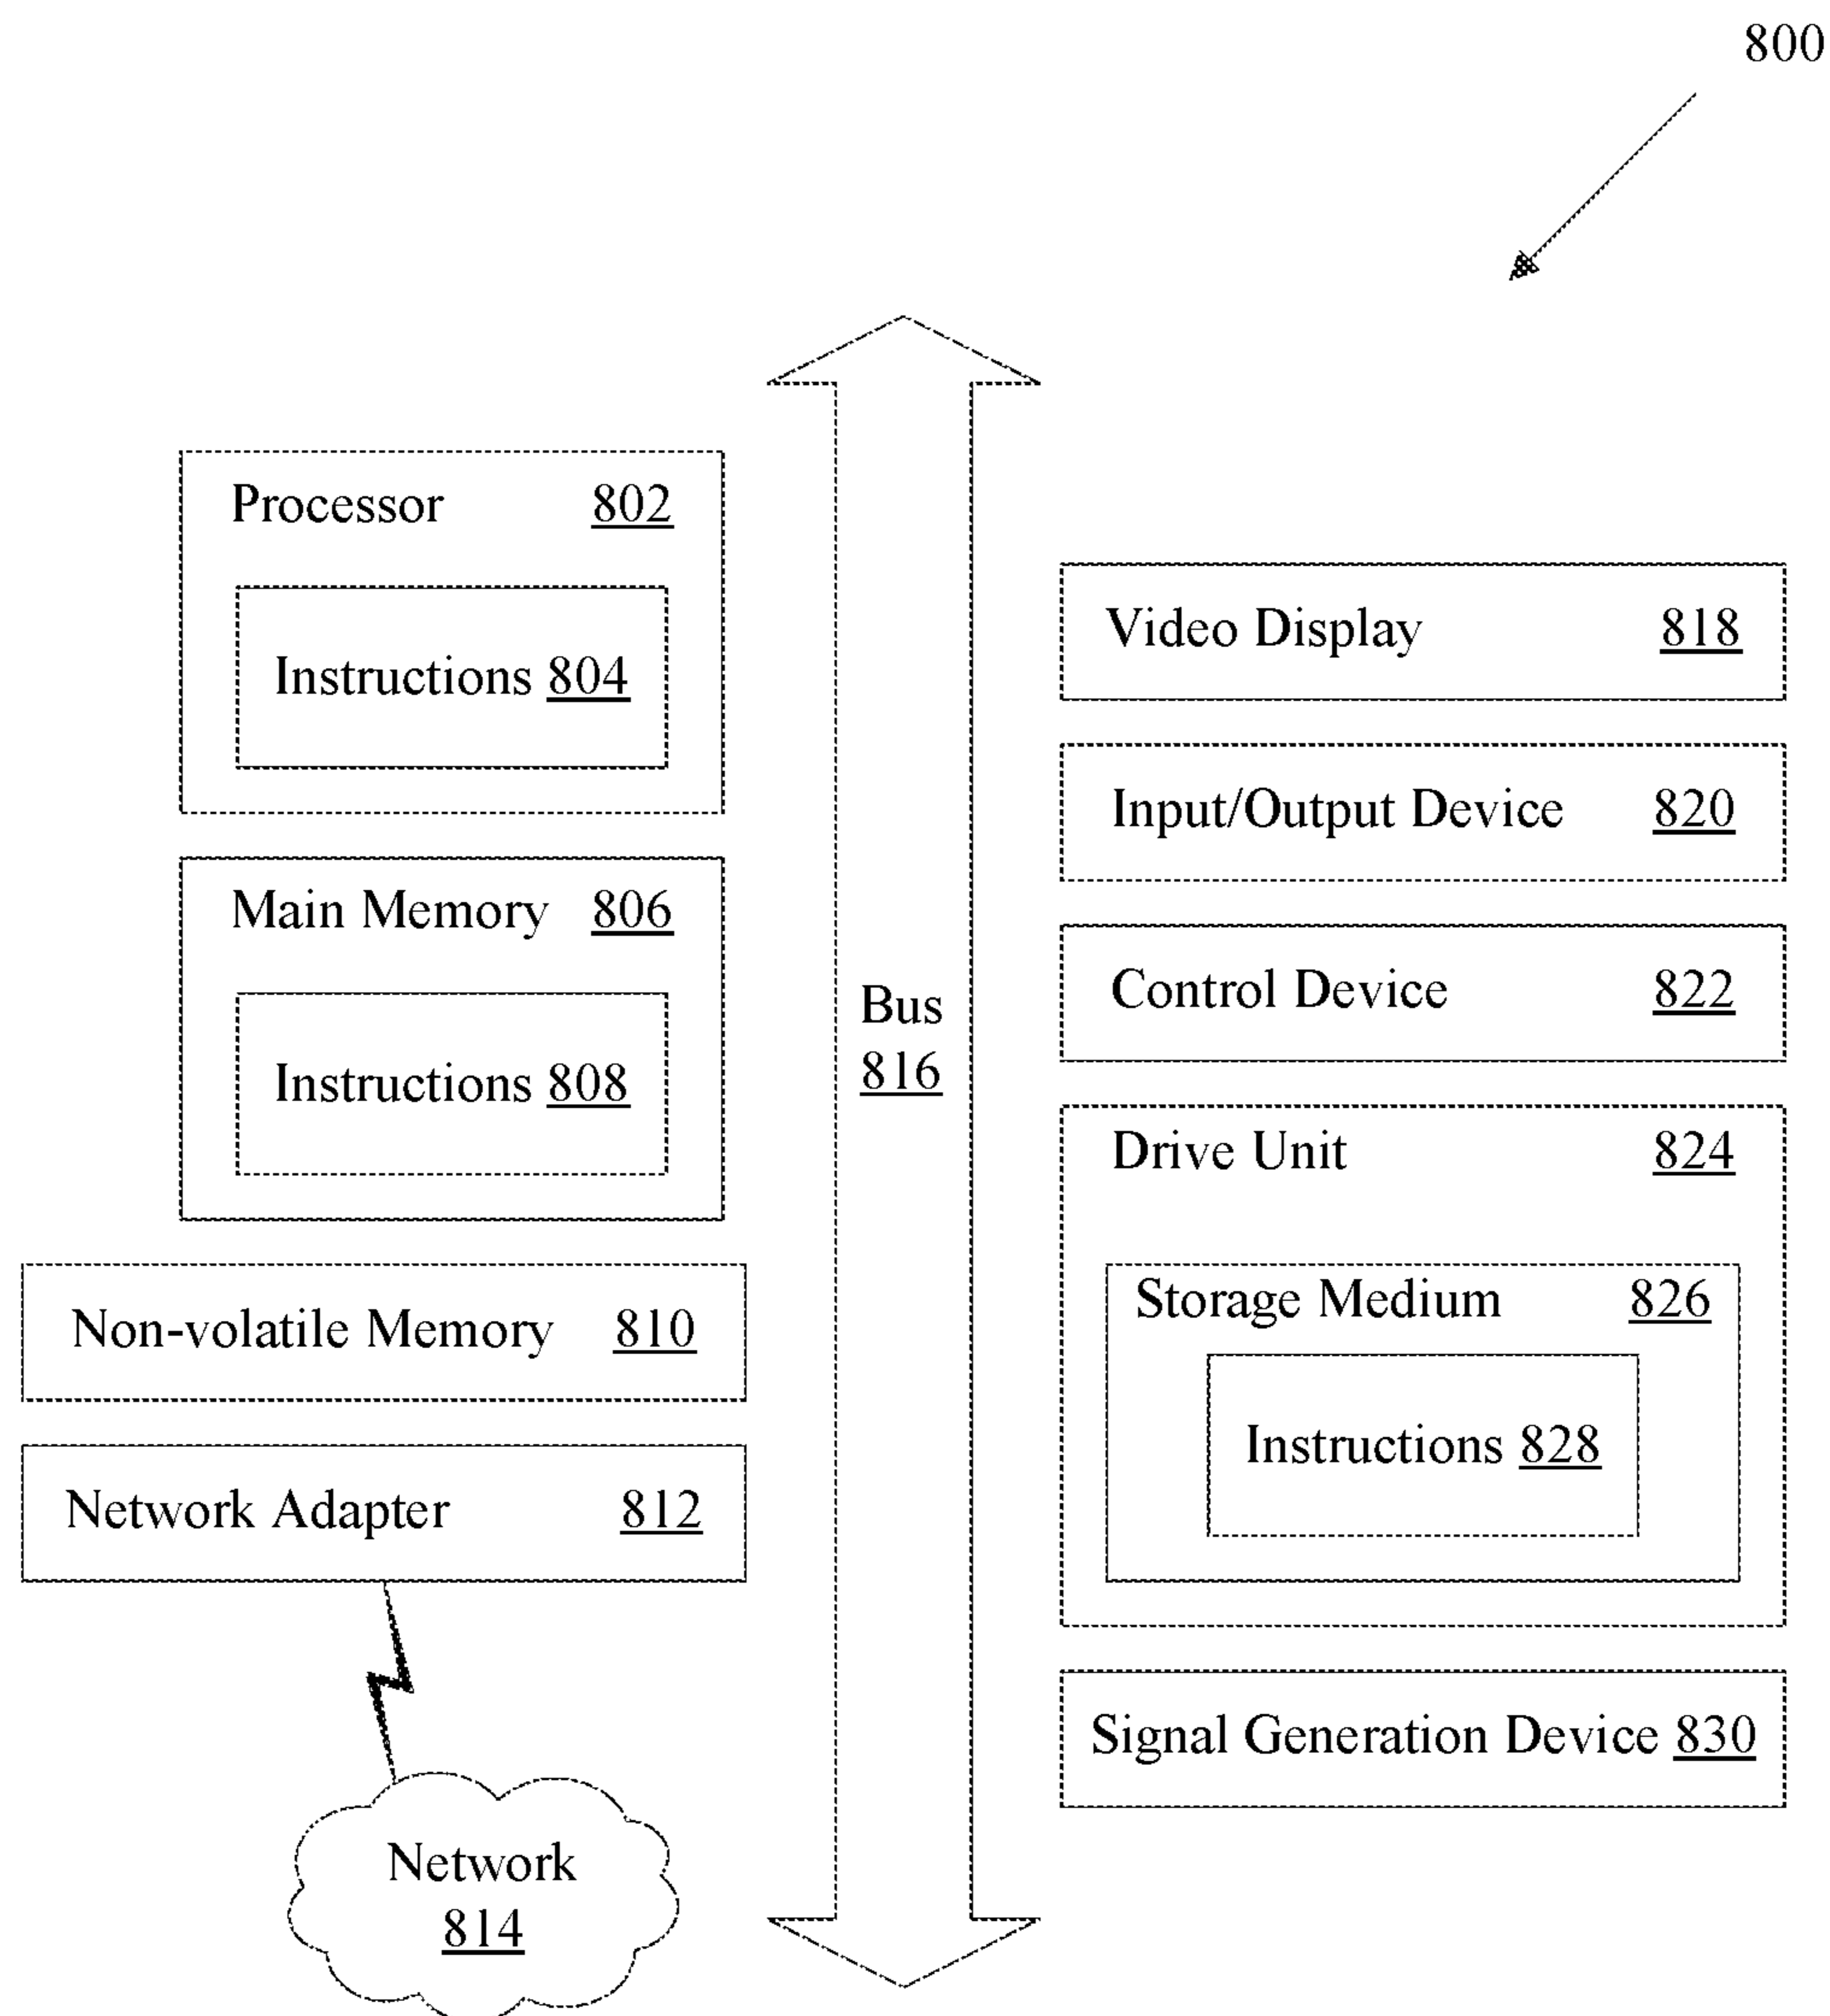 800
Processor 802
Instructions 804
Main Memory 806
Instructions 808
Non-volatile Memory 810
Network Adapter 812
Network
814
Bus
816
Video Display 818
Input/Output Device 820
Control Device 822
Drive Unit 824
Storage Medium 826
Instructions 828
Signal Generation Device 830